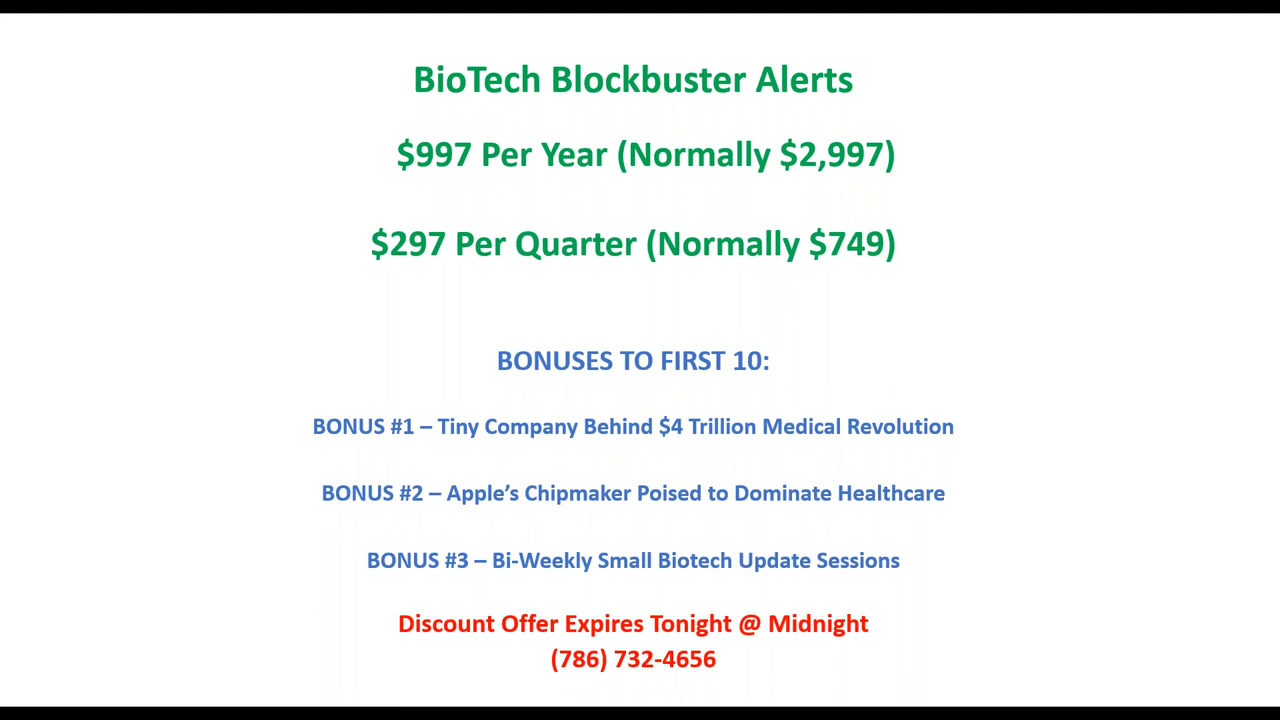 BioTech Blockbuster Alerts
$997 Per Year (Normally $2,997)
$297 Per Quarter (Normally $749)
BONUSES TO FIRST 10:
BONUS #1 – Tiny Company Behind $4 Trillion Medical Revolution
BONUS #2 – Apple’s Chipmaker Poised to Dominate Healthcare
BONUS #3 – Bi-Weekly Small Biotech Update Sessions
Discount Offer Expires Tonight @ Midnight
(786) 732-4656